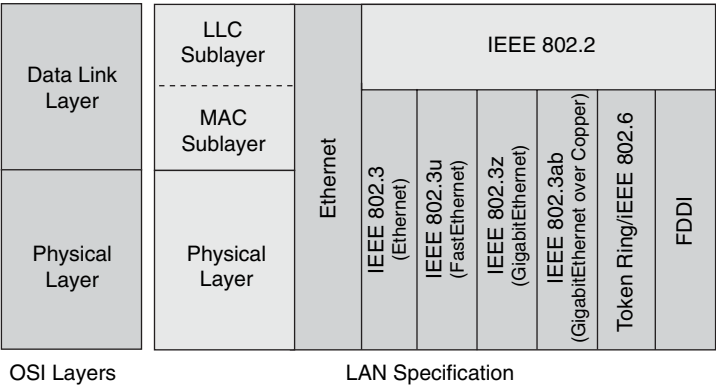 Data Link
Layer
Physical
Layer
OSI Layers
LLC
Sublayer
MAC
Sublayer
Physical
Layer
Ethernet
IEEE 802.2
IEEE 802.3
(Ethernet)
IEEE 802.3u
(FastEthernet)
IEEE 802.3z
(GigabitEthernet)
IEEE 802.3ab
(GigabitEthernet over Copper)
Token Ring/iEEE 802.6
FDDI
LAN Specification